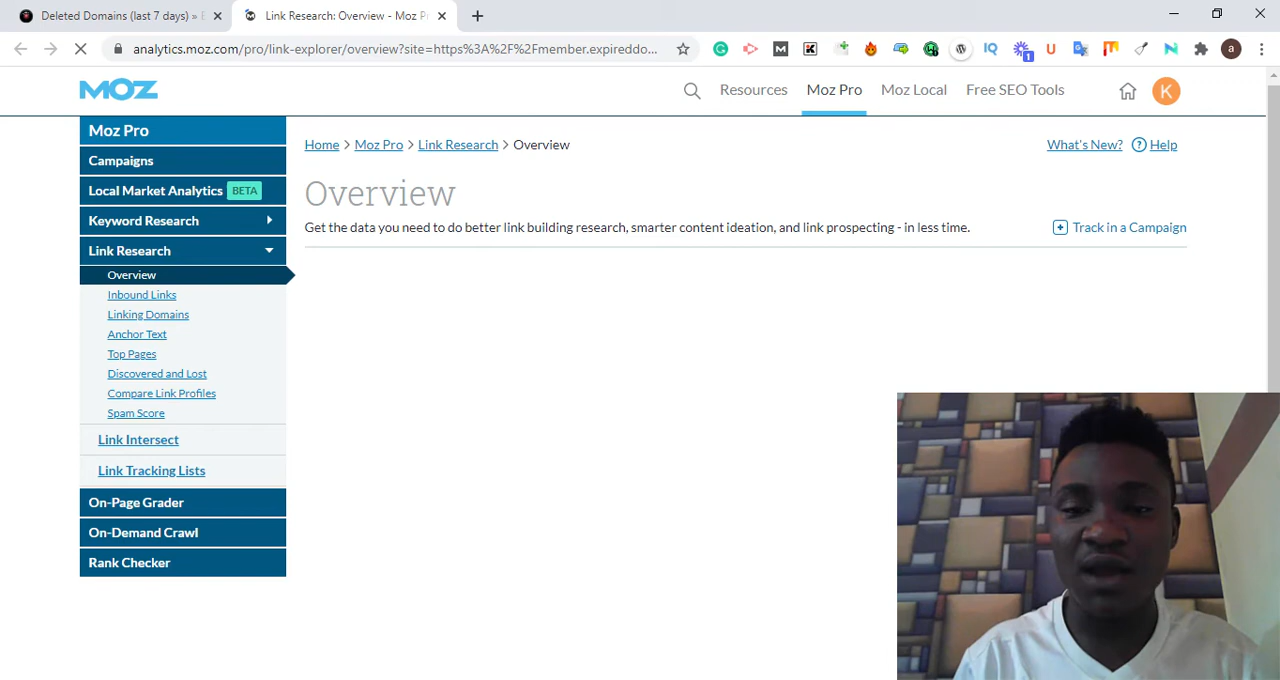 Deleted Domains (last 7 days) »
Link Research: Overview - Moz P
analytics.moz.com/pro/link-explorer/overview?site=https%3A%2F%2Fmember.expireddo...
MOZ
Resources
Moz Pro
Moz Local
Free SEO Tools
K
Moz Pro
Campaigns
Local Market Analytics BETA
Keyword Research
Link Research
Overview
Inbound Links
Linking Domains
Anchor Text
Top Pages
Discovered and Lost
Compare Link Profiles
Spam Score
Link Intersect
Link Tracking Lists
On-Page Grader
On-Demand Crawl
Rank Checker
Home > Moz Pro > Link Research > Overview
What's New? ? Help
Overview
Get the data you need to do better link building research, smarter content ideation, and link prospecting - in less time.
Track in a Campaign